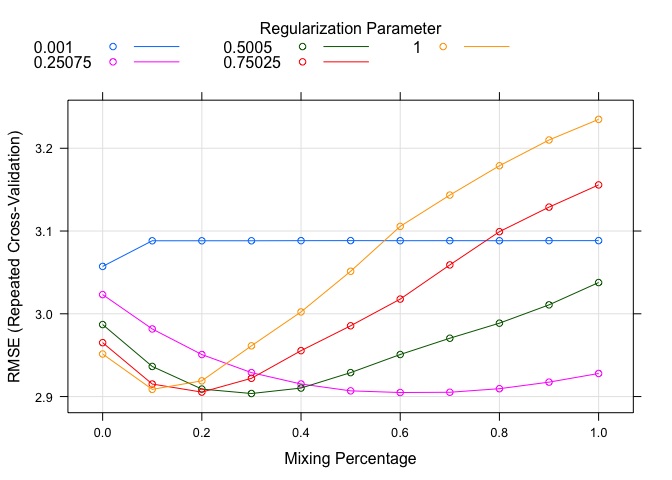 Regularization Parameter
0.001 0.5005 1
0.25075 0.75025
RMSE (Repeated Cross-Validation)
3.2
3.1
3.0
2.9
0.0 0.2 0.4 0.6 0.8 1.0
Mixing Percentage